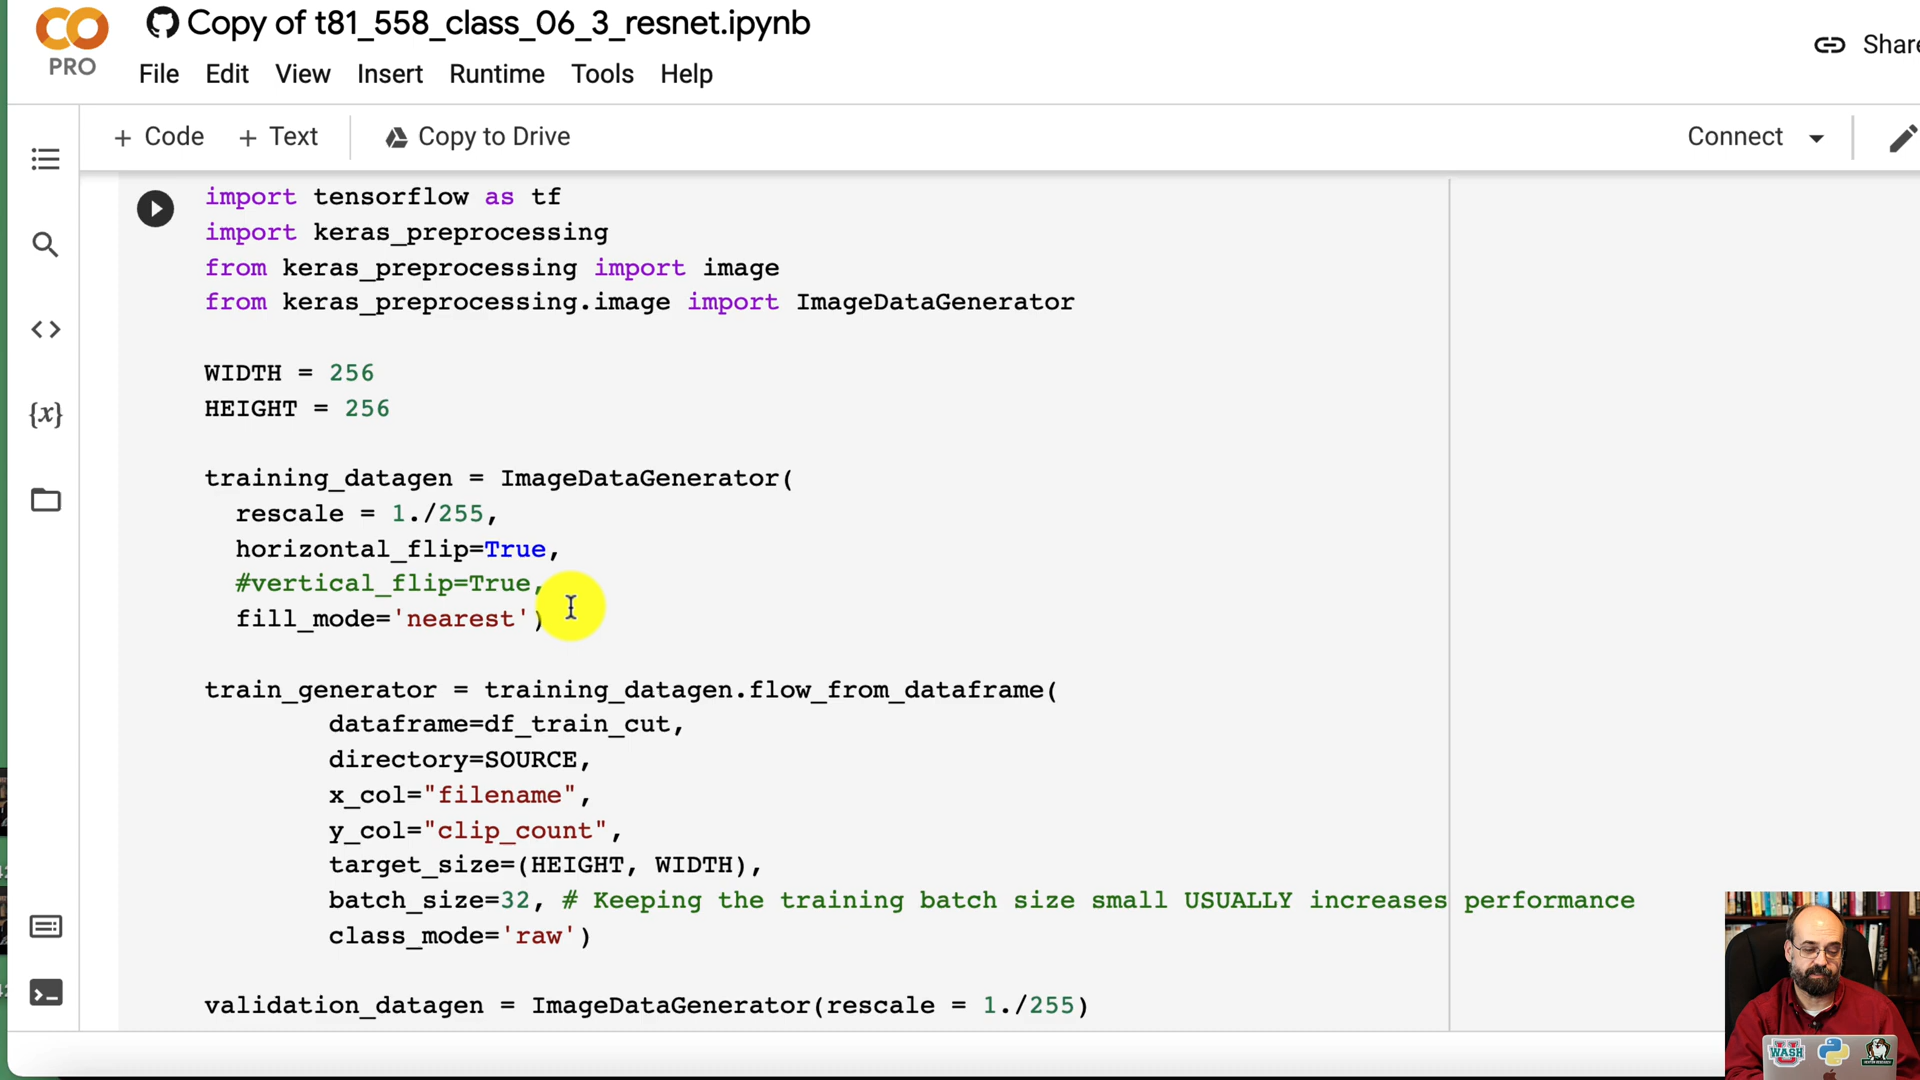 Copy of t81_558_class_06_3_resnet.ipynb
PRO
File Edit View Insert Runtime Tools Help
Share
+ Code + Text Copy to Drive
Connect
import tensorflow as tf
import keras_preprocessing
from keras_preprocessing import image
from keras_preprocessing.image import ImageDataGenerator
WIDTH = 256
HEIGHT = 256
training_datagen = ImageDataGenerator(
rescale = 1./255,
horizontal_flip=True,
#vertical_flip=True,
fill_mode='nearest')
train_generator = training_datagen.flow_from_dataframe(
dataframe=df_train_cut,
directory=SOURCE,
x_col="filename",
y_col="clip_count",
target_size=(HEIGHT, WIDTH),
batch_size=32, # Keeping the training batch size small USUALLY increases performance
class_mode='raw')
validation_datagen = ImageDataGenerator(rescale = 1./255)
{x}
WASH